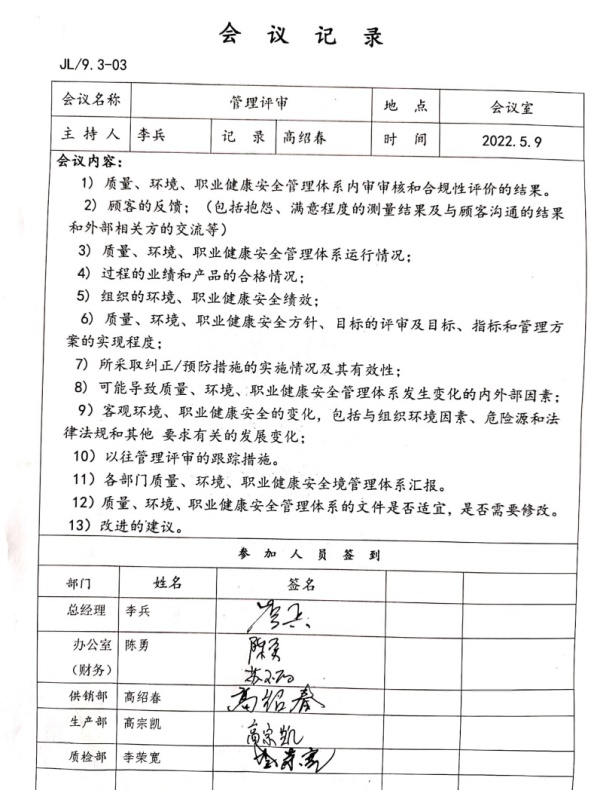 会 议 记 录
JL/9.3-03
会议名称 管理评审 地 点 会议室
主 持 人 李兵 记 录 高绍春 时 间 2022.5.9
会议内容：
1）质量、环境、职业健康安全管理体系内审审核和合规性评价的结果。
2）顾客的反馈；（包括抱怨、满意程度的测量结果及与顾客沟通的结果
和外部相关方的交流等）
3）质量、环境、职业健康安全管理体系运行情况；
4）过程的业绩和产品的合格情况；
5）组织的环境、职业健康安全绩效；
6）质量、环境、职业健康安全方针、目标的评审及目标、指标和管理方
案的实现程度；
7）所采取纠正/预防措施的实施情况及其有效性；
8）可能导致质量、环境、职业健康安全管理体系发生变化的内外部因素；
9）客观环境、职业健康安全的变化，包括与组织环境因素、危险源和法
律法规和其他 要求有关的发展变化；
10）以往管理评审的跟踪措施。
11）各部门质量、环境、职业健康安全境管理体系汇报。
12）质量、环境、职业健康安全管理体系的文件是否适宜，是否需要修改。
13）改进的建议。
参 加 人 员 签 到
部门 姓名 签名
总经理 李兵 李兵
办公室 陈勇 陈勇
（财务）
供销部 高绍春 高绍春
生产部 高宗凯 高宗凯
质检部 李荣宽 李荣宽